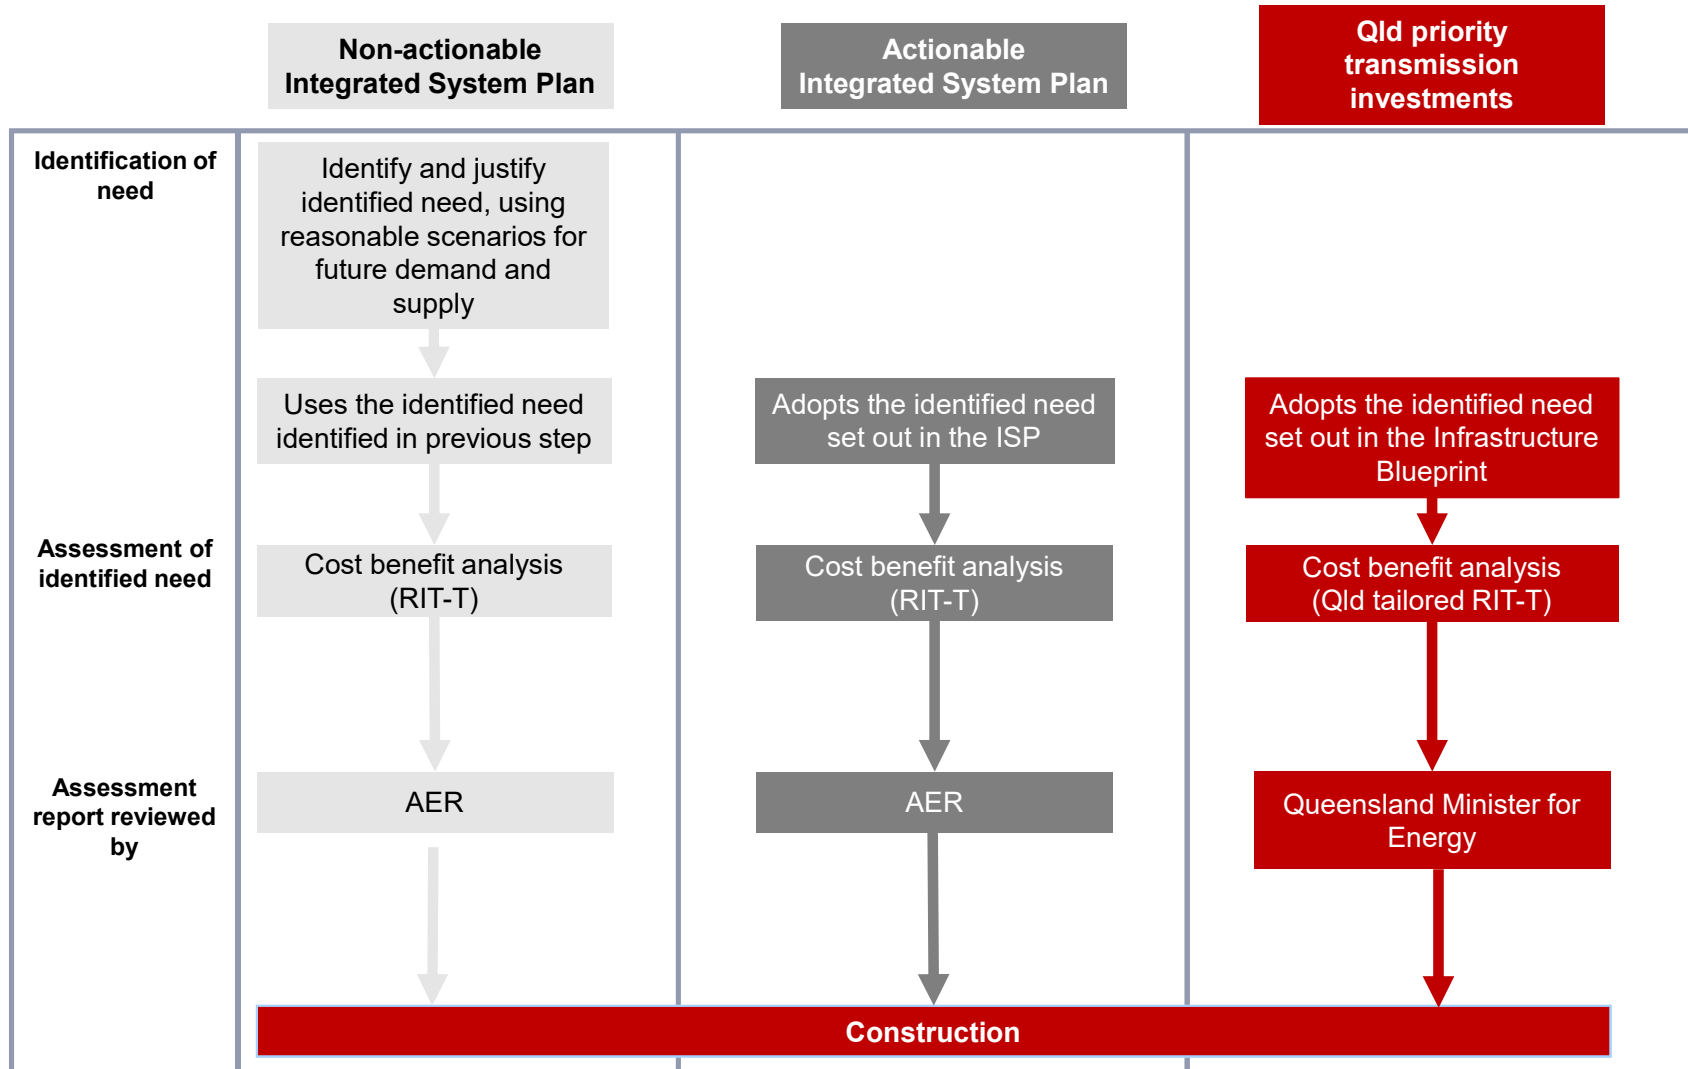 Non-actionable
Integrated System Plan
Actionable
Integrated System Plan
Qld priority
transmission
investments
Identification of
need
Identify and justify
identified need, using
reasonable scenarios for
future demand and
supply
Uses the identified need
identified in previous step
Adopts the identified need
set out in the ISP
Adopts the identified need
set out in the Infrastructure
Blueprint
Assessment of
identified need
Cost benefit analysis
(RIT-T)
Cost benefit analysis
(RIT-T)
Cost benefit analysis
(Qld tailored RIT-T)
Assessment
report reviewed
by
AER
AER
Queensland Minister for
Energy
Construction